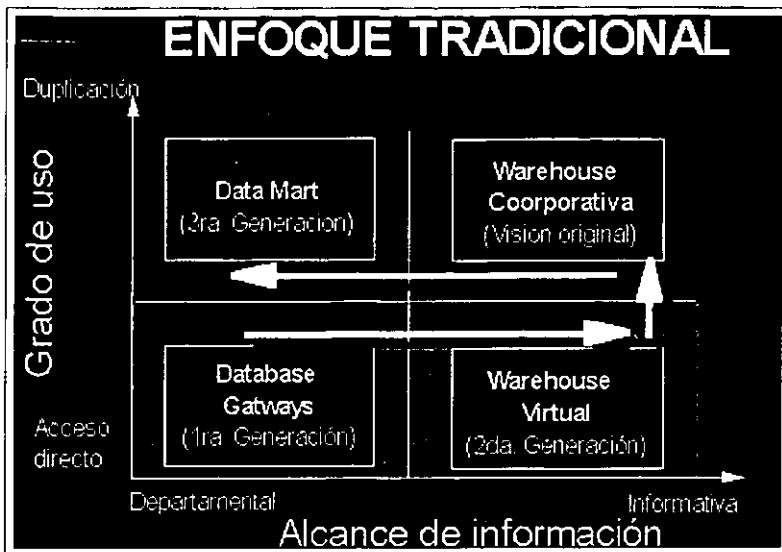 ENFOQUE TRADICIONAL
Duplicación
Grado de uso
Data Mart
(3ra. Generacion)
Warehouse
Coorporativa
(Vision original)
Database
Gatways
(1ra. Generación)
Warehouse
Virtual
(2da. Generación)
Acceso
directo
Departamental
Informativa
Alcance de información